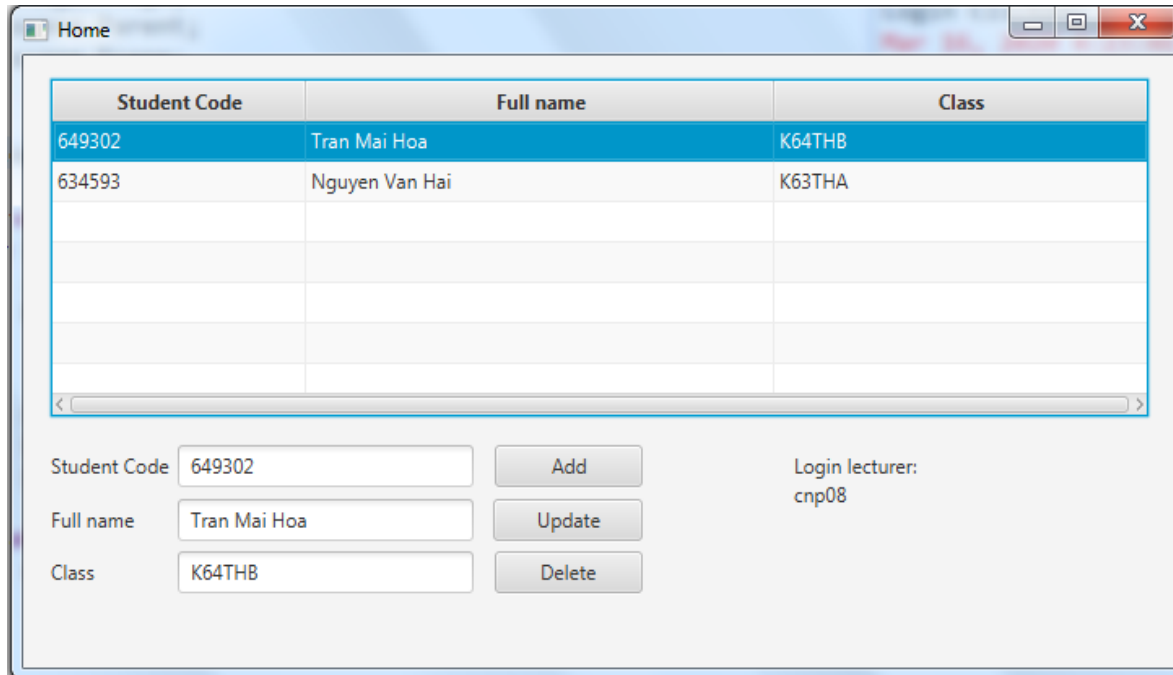 Home
Student Code Full name Class
649302 Tran Mai Hoa K64THB
634593 Nguyen Van Hai K63THA
Student Code 649302 Add Login lecturer:
cnp08
Full name Tran Mai Hoa Update
Class K64THB Delete